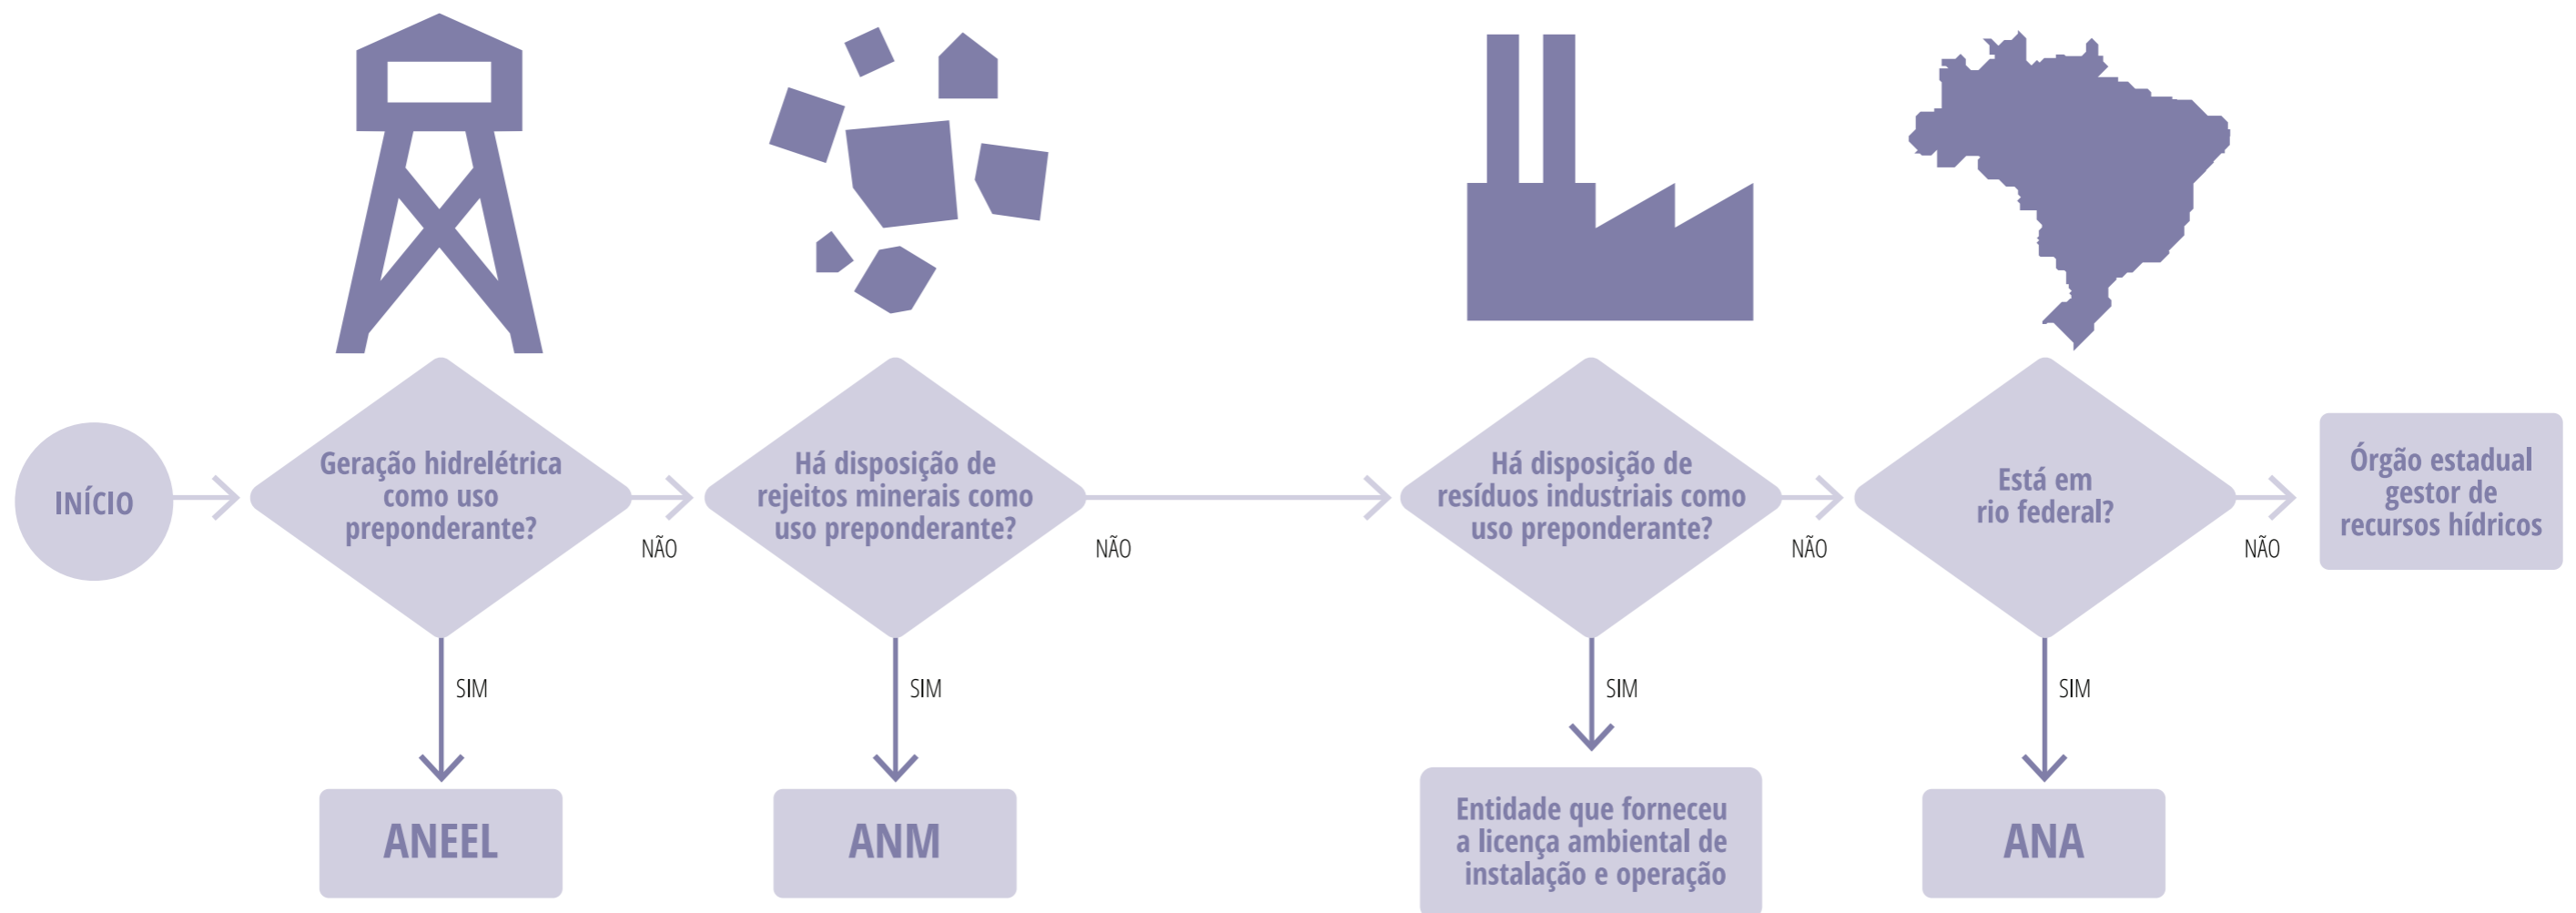 INÍCIO
Geração hidrelétrica
como uso
preponderante?
NÃO
SIM
ANEEL
Há disposição de
rejeitos minerais como
uso preponderante?
NÃO
SIM
ANM
Há disposição de
resíduos industriais como
uso preponderante?
NÃO
SIM
Entidade que forneceu
a licença ambiental de
instalação e operação
Está em
rio federal?
NÃO
SIM
ANA
Órgão estadual
gestor de
recursos hídricos